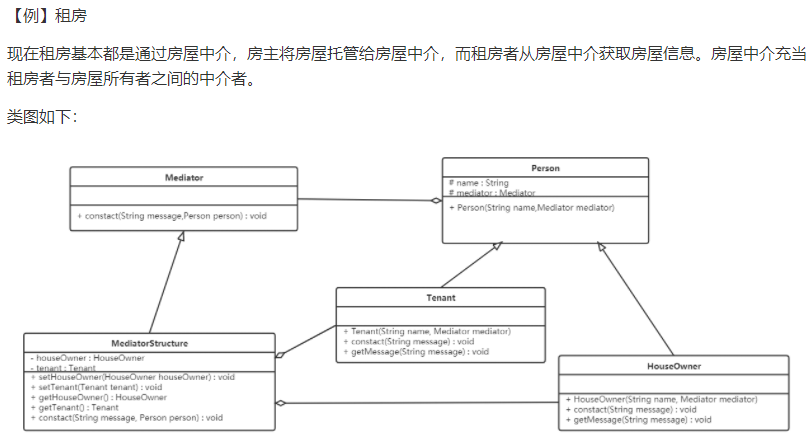 【例】租房
现在租房基本都是通过房屋中介，房主将房屋托管给房屋中介，而租房者从房屋中介获取房屋信息。房屋中介充当
租房者与房屋所有者之间的中介者。
类图如下：
Mediator
+ constact(String message,Person person) : void
Person
# name : String
# mediator : Mediator
+ Person(String name,Mediator mediator)
Tenant
+ Tenant(String name, Mediator mediator)
+ constact(String message) : void
+ getMessage(String message) : void
MediatorStructure
- houseOwner : HouseOwner
- tenant : Tenant
+ setHouseOwner(HouseOwner houseOwner) : void
+ setTenant(Tenant tenant) : void
+ getHouseOwner() : HouseOwner
+ getTenant() : Tenant
+ constact(String message, Person person) : void
HouseOwner
+ HouseOwner(String name, Mediator mediator)
+ constact(String message) : void
+ getMessage(String message) : void